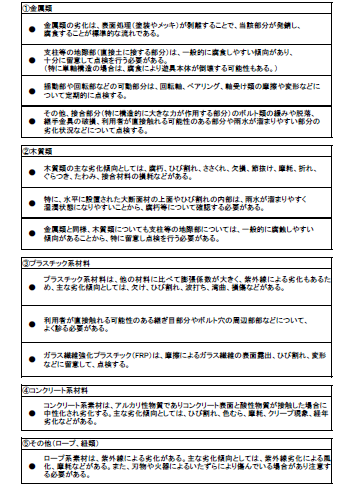 ①金属類
● 金属類の劣化は、表面処理(塗装やメッキ)が剥離することで、当該部分が発錆し、
腐食することが標準的な流れである。
● 支柱等の地際部(直接土に接する部分)は、一般的に腐食しやすい傾向があり、
十分に留意して点検を行う必要がある。
(特に単軸構造の場合は、腐食により遊具本体が倒壊する可能性もある。)
● 揺動部や回転部などの可動部分は、回転軸、ベアリング、軸受け類の摩擦や変形などに
ついて定期的に点検する。
● その他、接合部分(特に構造的に大きな力が作用する部分)のボルト類の緩みや脱落、
継手金具の破損、利用者が直接触れる可能性のある部分や雨水が溜まりやすい部分の
劣化状況などについて点検する。
②木質類
● 木質類の主な劣化傾向としては、腐朽、ひび割れ、ささくれ、欠損、節抜け、摩耗、折れ、
ぐらつき、たわみ、接合材料の損耗などがある。
● 特に、水平に設置された大断面材の上面やひび割れの内部は、雨水が溜まりやすく
湿潤状態になりやすいことから、腐朽等について確認する必要がある。
● 金属類と同様、木質類についても支柱等の地際部については、一般的に腐触しやすい
傾向があることから、特に留意し点検を行う必要がある。
③プラスチック系材料
● プラスチック系材料は、他の材料に比べて膨張係数が大きく、紫外線による劣化もあるた
め、主な劣化傾向としては、欠け、ひび割れ、波打ち、湾曲、損傷などがある。
● 利用者が直接触れる可能性のある継ぎ目部分やボルト穴の周辺部部などについて、
よく診る必要がある。
● ガラス繊維強化プラスチック(FRP)は、摩擦によるガラス繊維の表面露出、ひび割れ、変形
などに留意して、点検する。
④コンクリート系材料
● コンクリート系素材は、アルカリ性物質でありコンクリート表面と酸性物質が接触した場合に
中性化され劣化する。主な劣化傾向としては、ひび割れ、色むら、摩耗、クリープ現象、経年
劣化などがある。
⑤その他(ロープ、紐類)
● ロープ系素材は、紫外線による劣化がある。主な劣化傾向としては、紫外線劣化による風
化、摩耗などがある。また、刃物や火器によるいたずらにより傷んでいる場合があり注意す
る必要がある。